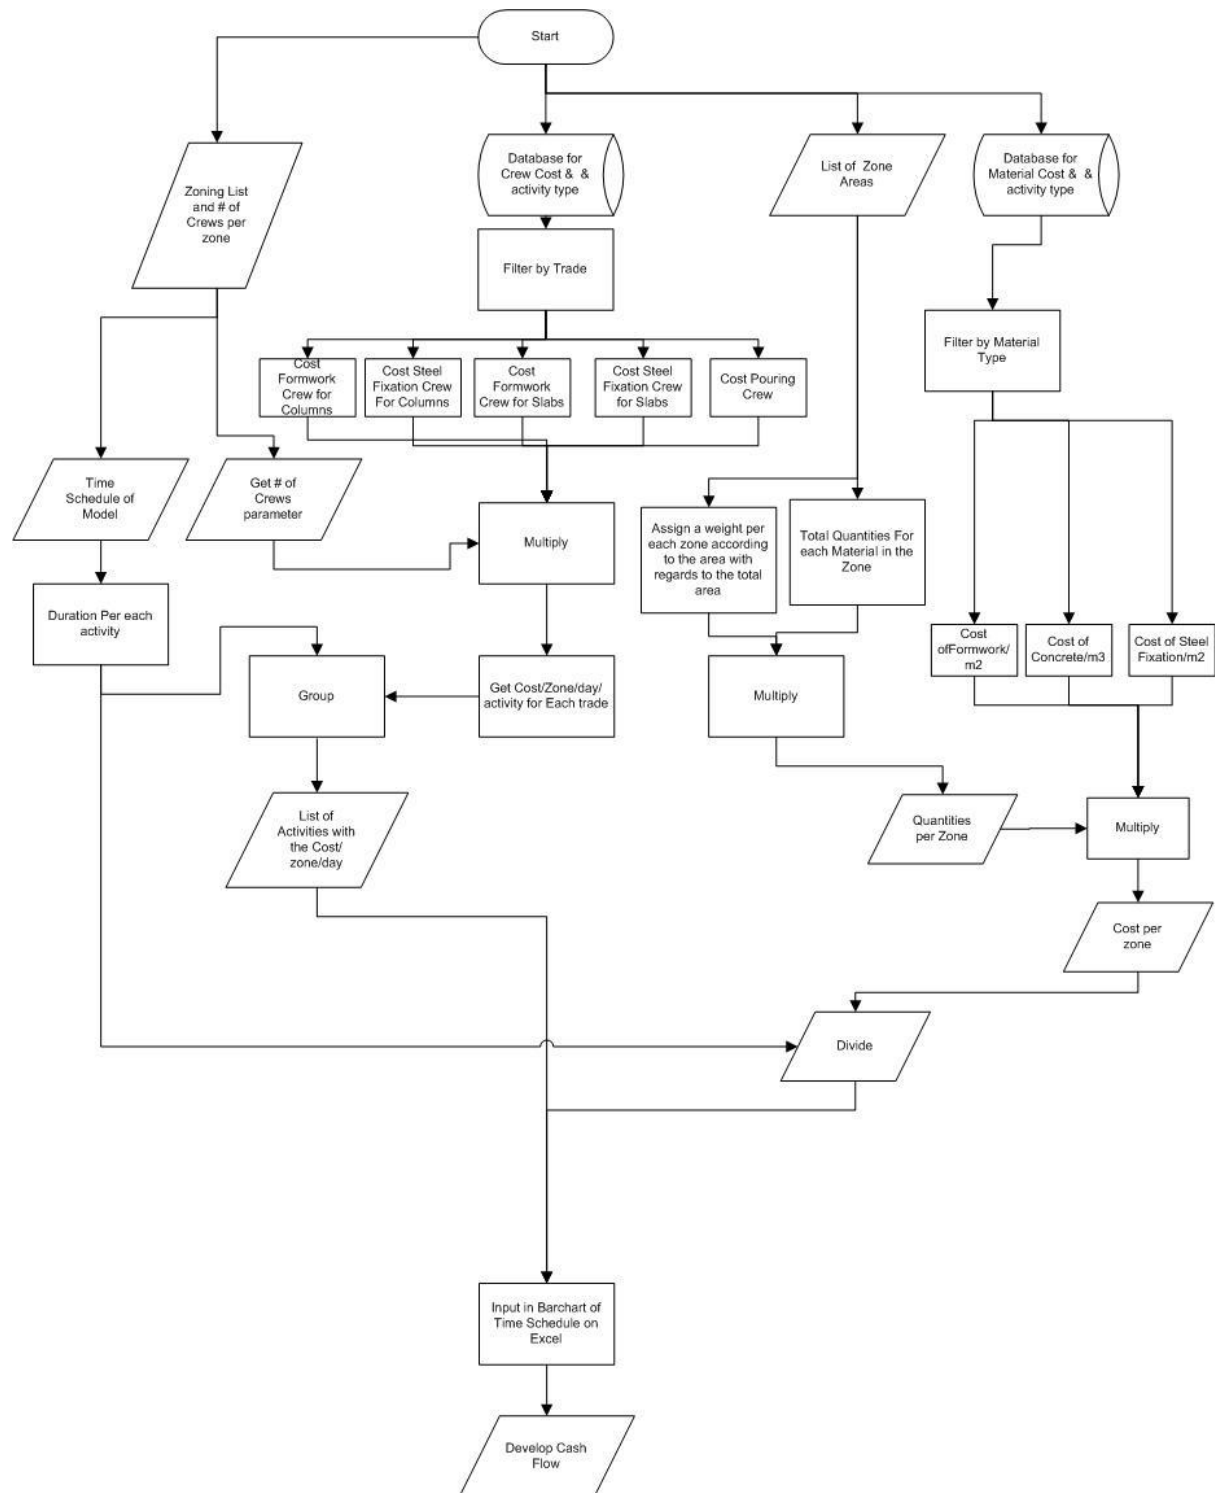 Start
Zoning List
and # of
Crews per
zone
Database for
Crew Cost & &
activity type
List of Zone
Areas
Database for
Material Cost & &
activity type
Filter by Trade
Filter by Material
Type
Cost
Formwork
Crew for
Columns
Cost Steel
Fixation Crew
For Columns
Cost
Formwork
Crew for Slabs
Cost Steel
Fixation Crew
for Slabs
Cost Pouring
Crew
Time
Schedule of
Model
Get # of
Crews
parameter
Multiply
Assign a weight per
each zone according
to the area with
regards to the total
area
Total Quantities For
each Material in the
Zone
Duration Per each
activity
Cost
ofFormwork/
m2
Cost of
Concrete/m3
Cost of Steel
Fixation/m2
Group
Get Cost/Zone/day/
activity for Each trade
Multiply
List of
Activities with
the Cost/
zone/day
Quantities
per Zone
Multiply
Cost per
zone
Divide
Input in Barchart of
Time Schedule on
Excel
Develop Cash
Flow